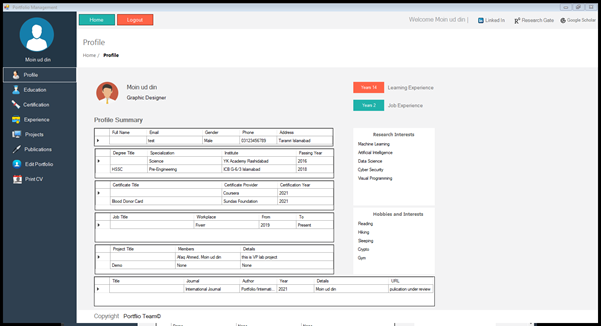 Portfolio Management
Home Logout Welcome Moin ud din | Linked In Research Gate Google Scholar
Moin ud din
Profile
Education
Certification
Experience
Projects
Publications
Edit Portfolio
Print CV
Profile
Home / Profile
Moin ud din
Graphic Designer
Years 14 Learning Experience
Years 2 Job Experience
Profile Summary
Full Name Email Gender Phone Address
test Male 03123456789 Taramri Islamabad
Degree Title Specialization Institute Passing Year
Science YK Academy Rashidabad 2016
HSSC Pre-Engineering ICB G-6/3 Islamabad 2018
Certificate Title Certificate Provider Certification Year
Coursera 2021
Blood Donor Card Sundas Foundation 2021
Job Title Workplace From To
Fiverr 2019 Present
Project Title Members Details
Afaq Ahmed, Moin ud din this is VP lab project
Demo None None
Title Journal Author Year Details URL
International Journal Portfolio/Internati... 2021 Moin ud din pulication under review
Research Interests
Machine Learning
Artificial Intelligence
Data Science
Cyber Security
Visual Programming
Hobbies and Interests
Reading
Hiking
Sleeping
Crypto
Gym
Copyright Portflio Team©